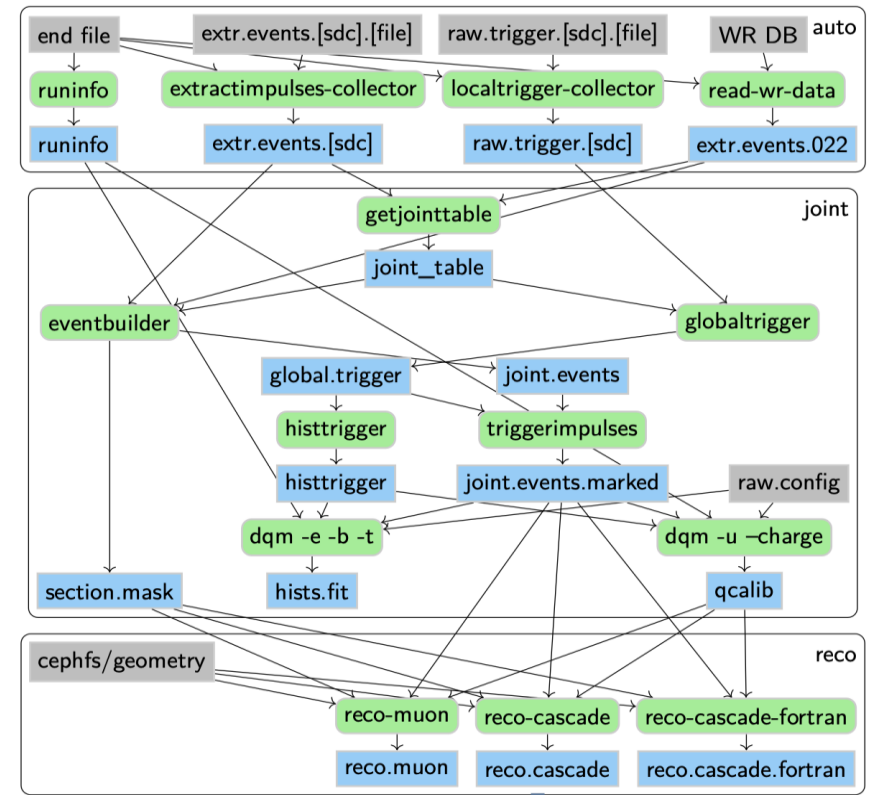 end file
extr.events.[sdc].[file]
raw.trigger.[sdc].[file]
WR DB
auto
runinfo
extractimpulses-collector
localtrigger-collector
read-wr-data
runinfo
extr.events.[sdc]
raw.trigger.[sdc]
extr.events.022
joint
getjointtable
joint_table
eventbuilder
globaltrigger
global.trigger
joint.events
histtrigger
triggerimpulses
histtrigger
joint.events.marked
raw.config
dqm -e -b -t
dqm -u –charge
section.mask
hists.fit
qcalib
reco
cephfs/geometry
reco-muon
reco-cascade
reco-cascade-fortran
reco.muon
reco.cascade
reco.cascade.fortran